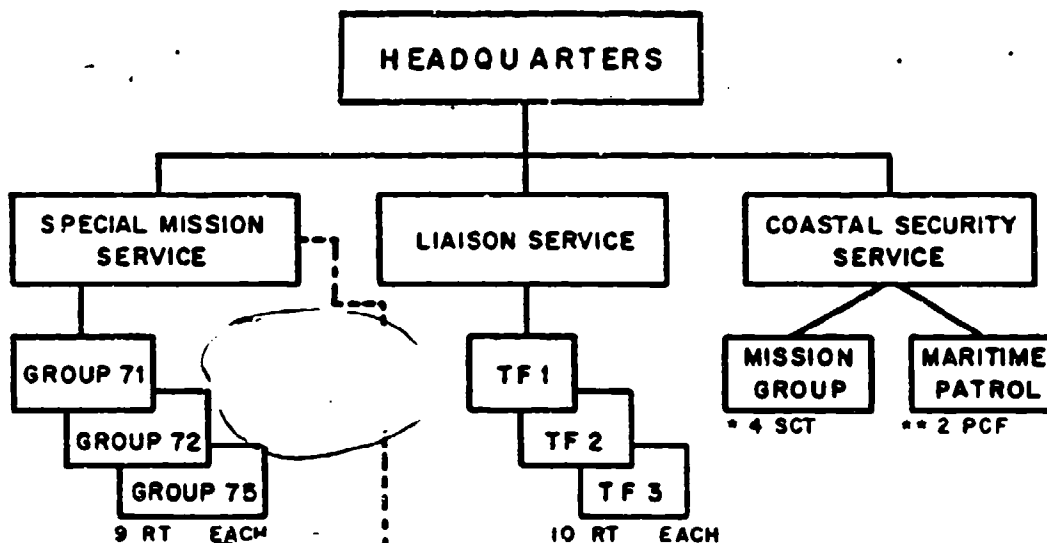 HEADQUARTERS
SPECIAL MISSION
SERVICE
LIAISON SERVICE
COASTAL SECURITY
SERVICE
GROUP 71
GROUP 72
GROUP 75
9 RT EACH
TF 1
TF 2
TF 3
10 RT EACH
MISSION
GROUP
* 4 SCT
MARITIME
PATROL
** 2 PCF